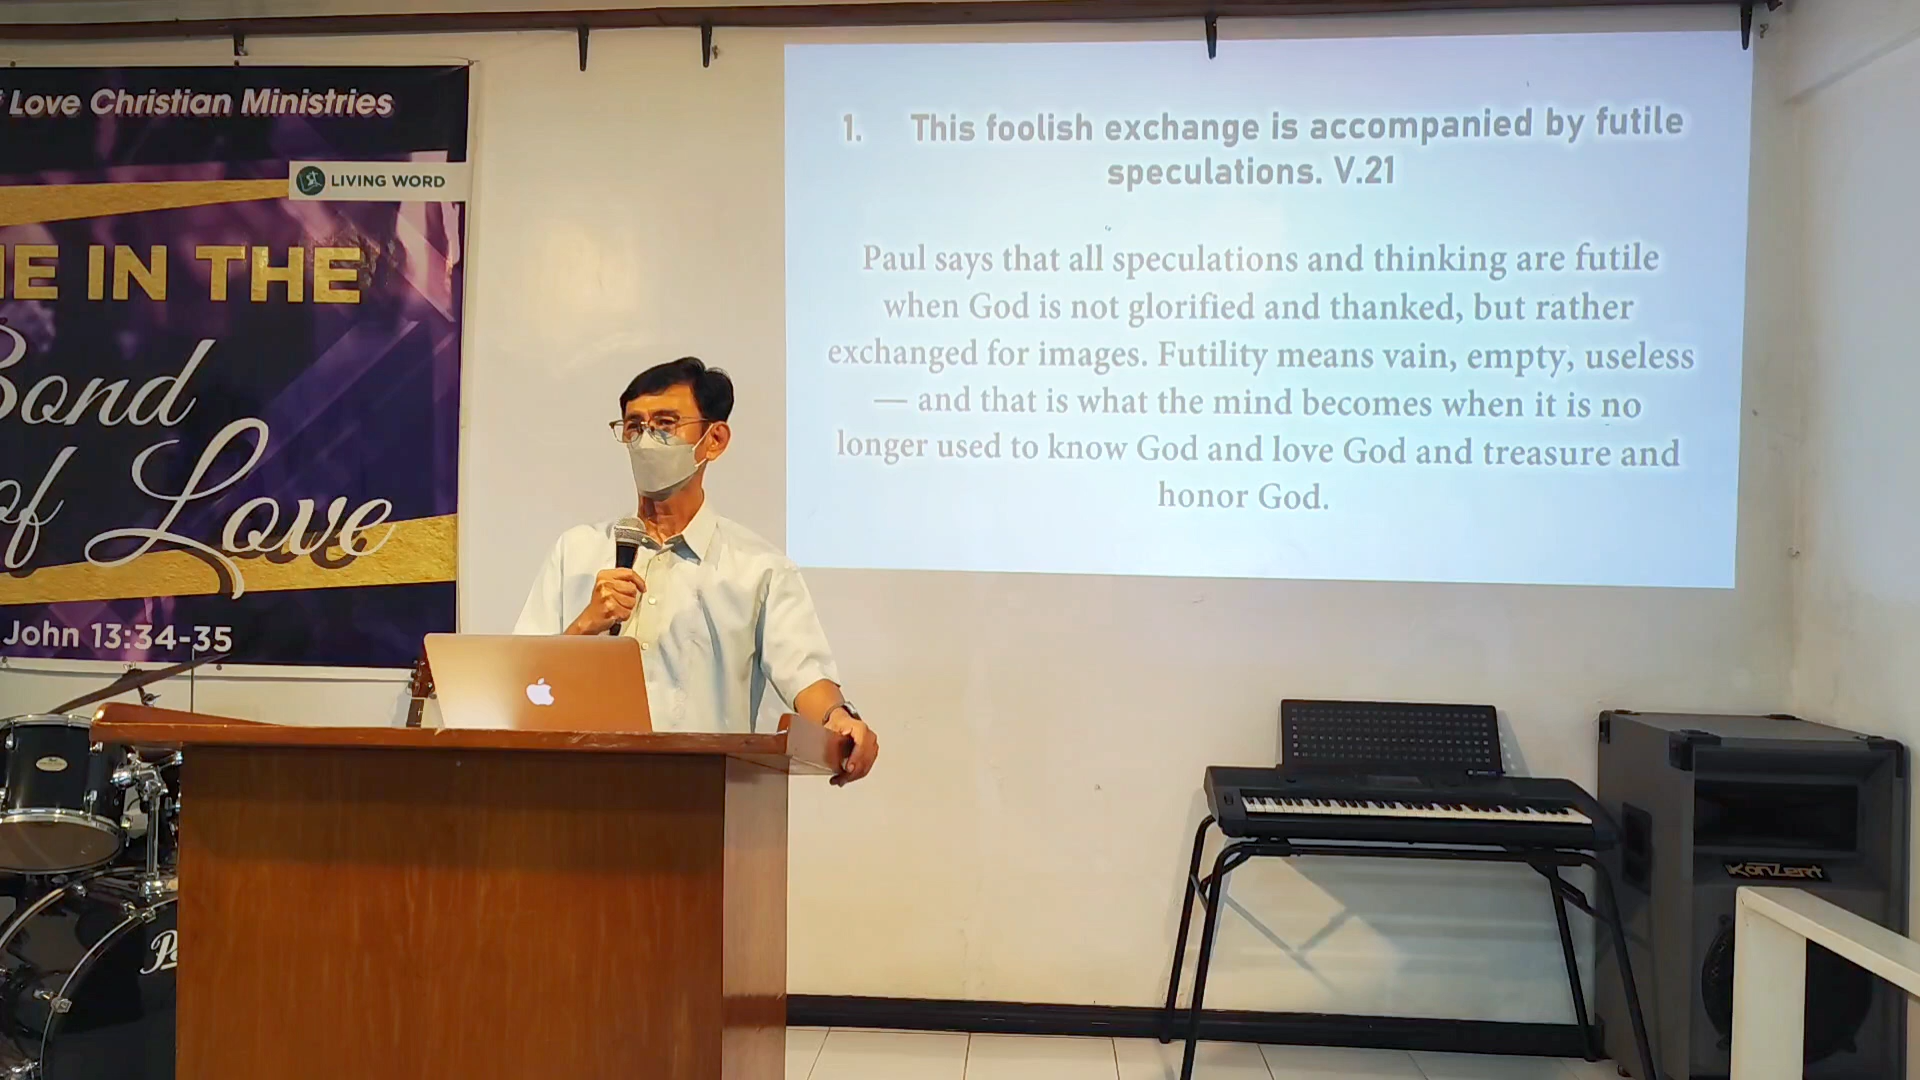 Love Christian Ministries
LIVING WORD
IN THE
Bond
of Love
John 13:34-35
1. This foolish exchange is accompanied by futile
speculations. V.21
Paul says that all speculations and thinking are futile
when God is not glorified and thanked, but rather
exchanged for images. Futility means vain, empty, useless
— and that is what the mind becomes when it is no
longer used to know God and love God and treasure and
honor God.
KONZERT